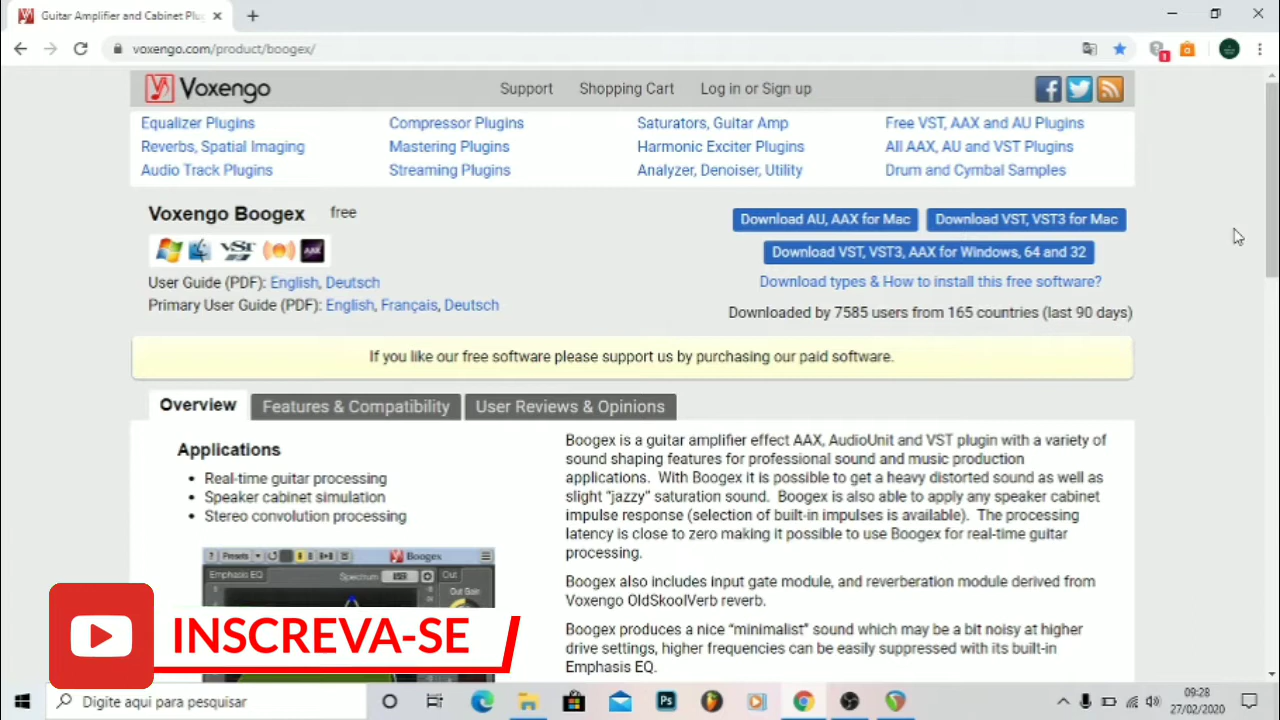 Guitar Amplifier and Cabinet Plu
voxengo.com/product/boogex/
Voxengo
Support
Shopping Cart
Log in or Sign up
Equalizer Plugins
Compressor Plugins
Saturators, Guitar Amp
Free VST, AAX and AU Plugins
Reverbs, Spatial Imaging
Mastering Plugins
Harmonic Exciter Plugins
All AAX, AU and VST Plugins
Audio Track Plugins
Streaming Plugins
Analyzer, Denoiser, Utility
Drum and Cymbal Samples
Voxengo Boogex free
Download AU, AAX for Mac
Download VST, VST3 for Mac
VST
AAX
Download VST, VST3, AAX for Windows, 64 and 32
User Guide (PDF): English, Deutsch
Download types & How to install this free software?
Primary User Guide (PDF): English, Français, Deutsch
Downloaded by 7585 users from 165 countries (last 90 days)
If you like our free software please support us by purchasing our paid software.
Overview
Features & Compatibility
User Reviews & Opinions
Applications
• Real-time guitar processing
• Speaker cabinet simulation
• Stereo convolution processing
Boogex is a guitar amplifier effect AAX, AudioUnit and VST plugin with a variety of
sound shaping features for professional sound and music production
applications. With Boogex it is possible to get a heavy distorted sound as well as
slight "jazzy" saturation sound. Boogex is also able to apply any speaker cabinet
impulse response (selection of built-in impulses is available). The processing
latency is close to zero making it possible to use Boogex for real-time guitar
processing.
Boogex also includes input gate module, and reverberation module derived from
Voxengo OldSkoolVerb reverb.
Boogex produces a nice "minimalist" sound which may be a bit noisy at higher
drive settings, higher frequencies can be easily suppressed with its built-in
Emphasis EQ.
? Presets
Boogex
Emphasis EQ
Spectrum
Out
Out Gain
INSCREVA-SE
Digite aqui para pesquisar
Ps
09:28
27/02/2020